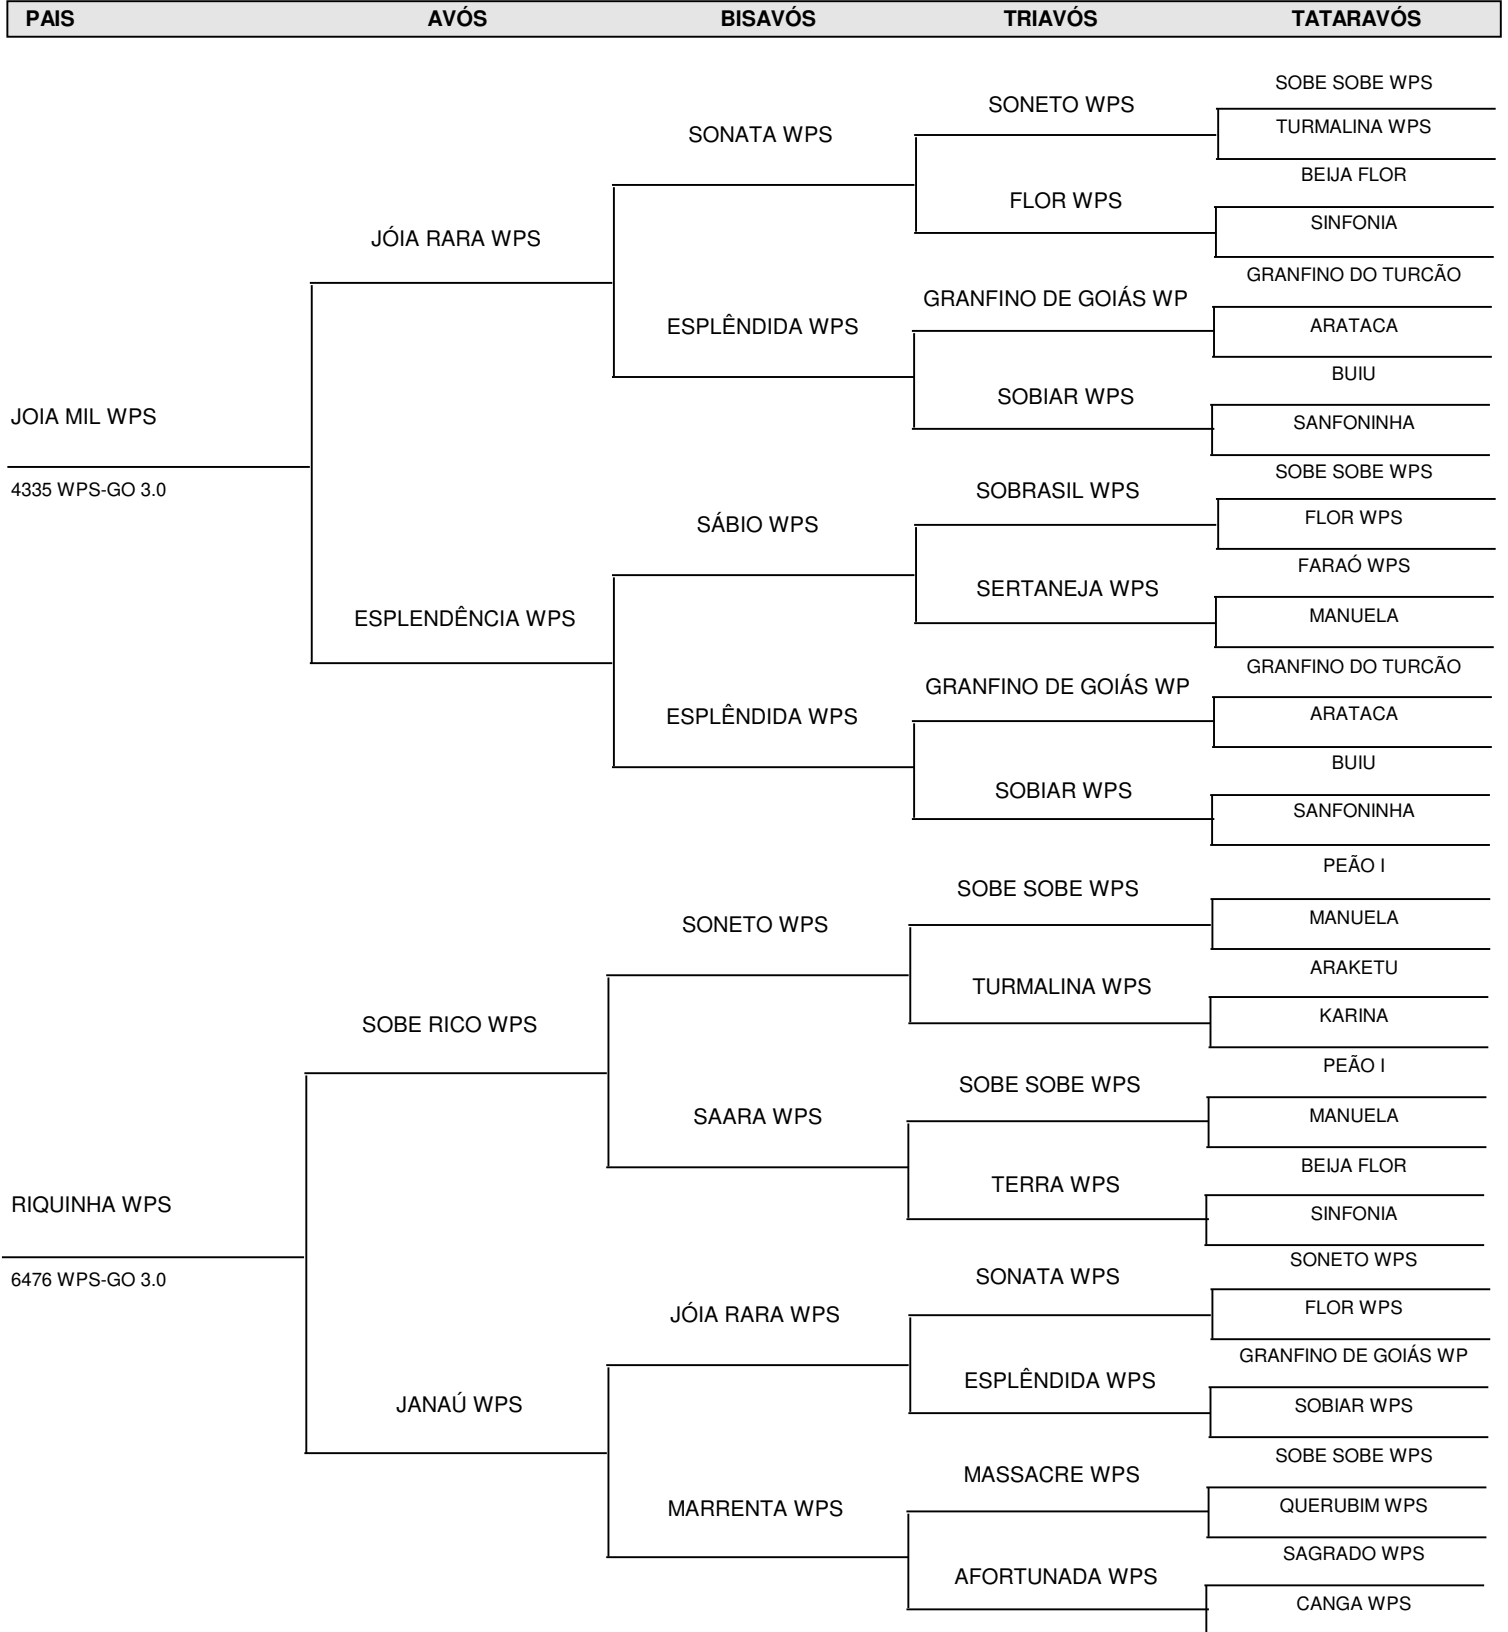 PAIS AVÓS BISAVÓS TRIAVÓS TATARAVÓS
SOBE SOBE WPS
SONETO WPS
TURMALINA WPS
SONATA WPS
BEIJA FLOR
FLOR WPS
SINFONIA
JÓIA RARA WPS
GRANFINO DO TURCÃO
GRANFINO DE GOIÁS WP
ESPLÊNDIDA WPS
ARATACA
BUIU
SOBIAR WPS
JOIA MIL WPS
SANFONINHA
SOBE SOBE WPS
4335 WPS-GO 3.0
SOBRASIL WPS
FLOR WPS
SÁBIO WPS
FARAÓ WPS
SERTANEJA WPS
MANUELA
ESPLENDÊNCIA WPS
GRANFINO DO TURCÃO
GRANFINO DE GOIÁS WP
ARATACA
ESPLÊNDIDA WPS
BUIU
SOBIAR WPS
SANFONINHA
PEÃO I
SOBE SOBE WPS
MANUELA
SONETO WPS
ARAKETU
TURMALINA WPS
KARINA
SOBE RICO WPS
PEÃO I
SOBE SOBE WPS
MANUELA
SAARA WPS
BEIJA FLOR
TERRA WPS
RIQUINHA WPS
SINFONIA
SONETO WPS
6476 WPS-GO 3.0
SONATA WPS
FLOR WPS
JÓIA RARA WPS
GRANFINO DE GOIÁS WP
ESPLÊNDIDA WPS
JANAÚ WPS
SOBIAR WPS
SOBE SOBE WPS
MASSACRE WPS
QUERUBIM WPS
MARRENTA WPS
SAGRADO WPS
AFORTUNADA WPS
CANGA WPS